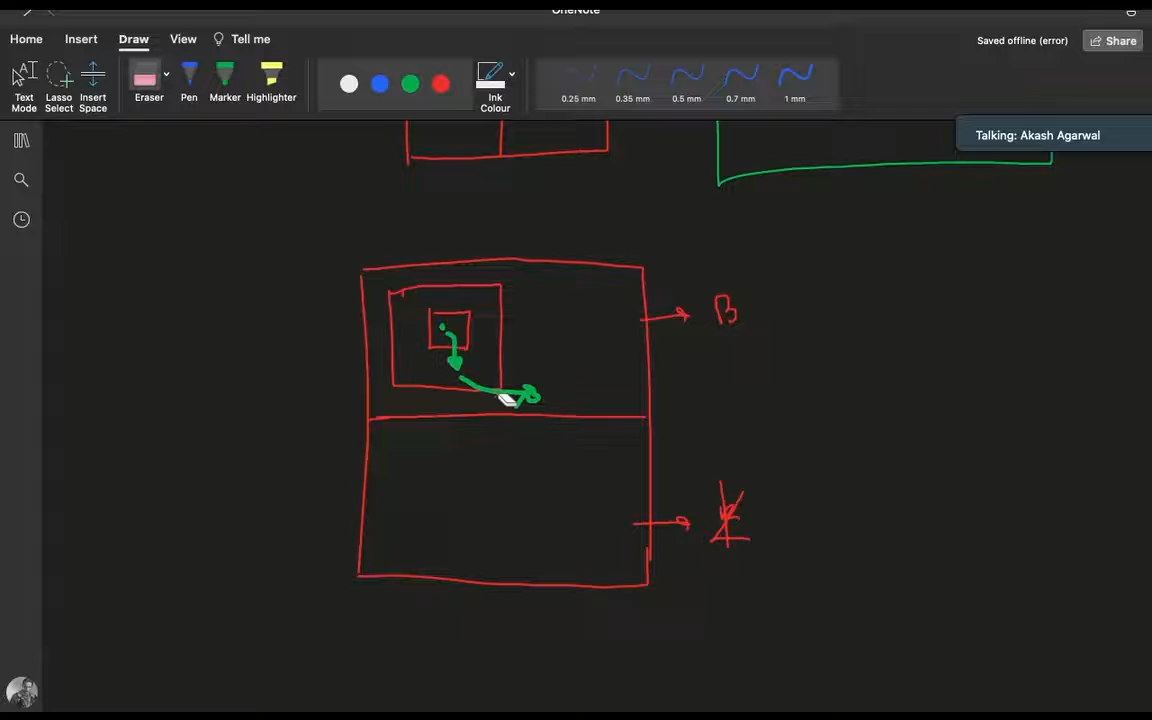 OneNote
Home Insert Draw View Tell me
Saved offline (error) Share
Text Mode
Lasso Select
Insert Space
Eraser
Pen
Marker
Highlighter
Ink Colour
0.25 mm 0.35 mm 0.5 mm 0.7 mm 1 mm
Talking: Akash Agarwal
B